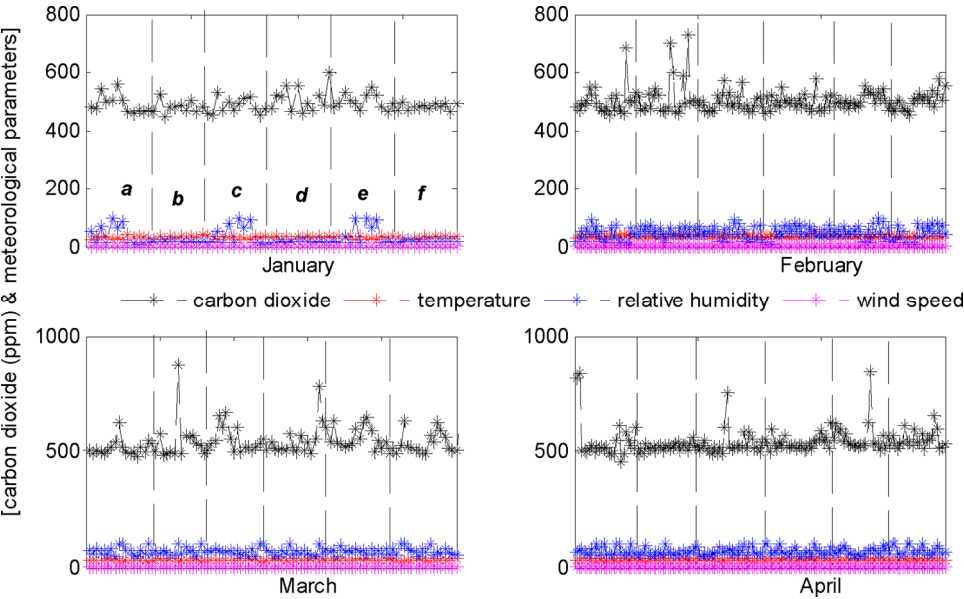 [carbon dioxide (ppm) & meteorological parameters]
800
600
400
200
0
a b c d e f
January
800
600
400
200
0
February
carbon dioxide temperature relative humidity wind speed
1000
500
0
March
1000
500
0
April